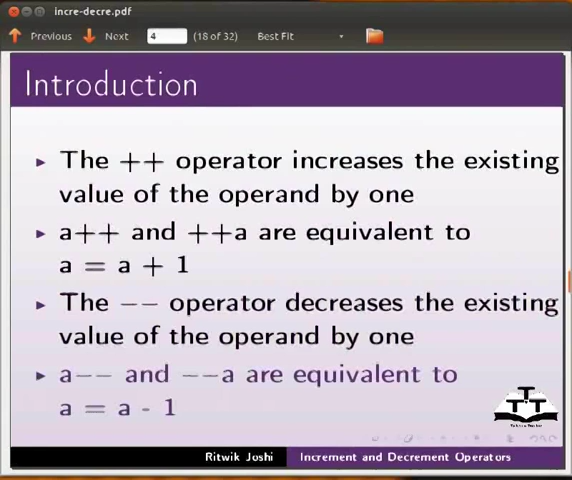 incre-decre.pdf
Previous Next 4 (18 of 32) Best Fit
Introduction
▸ The ++ operator increases the existing
value of the operand by one
▸ a++ and ++a are equivalent to
a = a + 1
▸ The -- operator decreases the existing
value of the operand by one
▸ a-- and --a are equivalent to
a = a - 1
Ritwik Joshi Increment and Decrement Operators